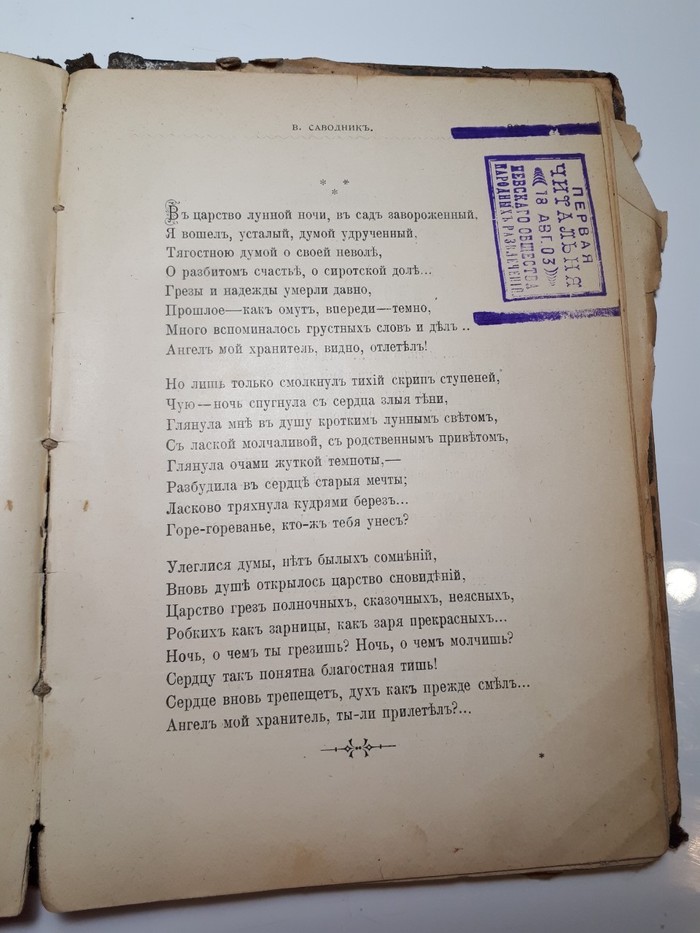 В. САВОДНИКЪ.
* *
*
Въ царство лунной ночи, въ садъ завороженный,
Я вошелъ, усталый, думой удрученный,
Тягостною думой о своей неволѣ,
О разбитомъ счастьѣ, о сиротской долѣ...
Грезы и надежды умерли давно,
Прошлое—какъ омутъ, впереди—темно,
Много вспоминалось грустныхъ словъ и дѣлъ ..
Ангелъ мой хранитель, видно, отлетѣлъ!
Но лишь только смолкнулъ тихій скрипъ ступеней,
Чую—ночь спугнула съ сердца злыя тѣни,
Глянула мнѣ въ душу кроткимъ луннымъ свѣтомъ,
Съ лаской молчаливой, съ родственнымъ привѣтомъ,
Глянула очами жуткой темноты,—
Разбудила въ сердцѣ старыя мечты;
Ласково тряхнула кудрями березъ...
Горе-гореванье, кто-жъ тебя унесъ?
Улеглися думы, нѣтъ былыхъ сомнѣній,
Вновь душѣ открылось царство сновидѣній,
Царство грезъ полночныхъ, сказочныхъ, неясныхъ,
Робкихъ какъ зарницы, какъ заря прекрасныхъ...
Ночь, о чемъ ты грезишь? Ночь, о чемъ молчишь?
Сердцу такъ понятна благостная тишь!
Сердце вновь трепещетъ, духъ какъ прежде смѣлъ...
Ангелъ мой хранитель, ты-ли прилетѣлъ?...
*
ПЕРВАЯ
ЧИТАЛЬНЯ
18 АВГ. 03
НЕВСКАГО ОБЩЕСТВА
НАРОДНЫХЪ РАЗВЛЕЧЕНІЙ